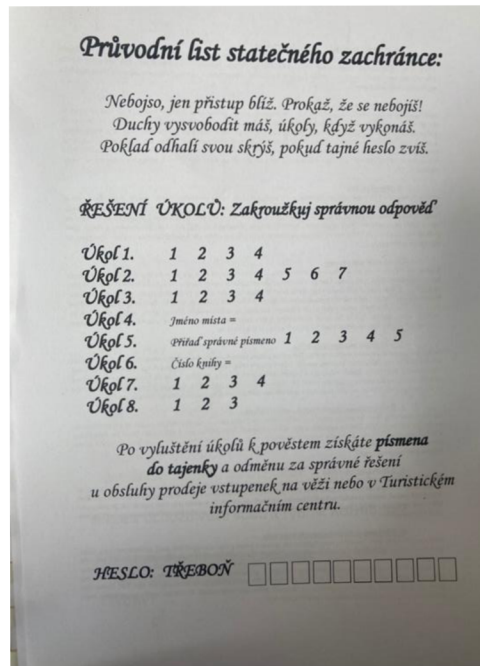 Průvodní list statečného zachránce:
Nebojso, jen přistup blíž. Prokaž, že se nebojíš!
Duchy vysvobodit máš, úkoly, když vykonáš.
Poklad odhalí svou skrýš, pokud tajné heslo zvíš.
ŘEŠENÍ ÚKOLŮ: Zakroužkuj správnou odpověď
Úkol 1. 1 2 3 4
Úkol 2. 1 2 3 4 5 6 7
Úkol 3. 1 2 3 4
Úkol 4. Jméno místa =
Úkol 5. Přiřaď správné písmeno 1 2 3 4 5
Úkol 6. Číslo knihy =
Úkol 7. 1 2 3 4
Úkol 8. 1 2 3
Po vyluštění úkolů k pověstem získáte písmena
do tajenky a odměnu za správné řešení
u obsluhy prodeje vstupenek na věži nebo v Turistickém
informačním centru.
HESLO: TŘEBOŇ